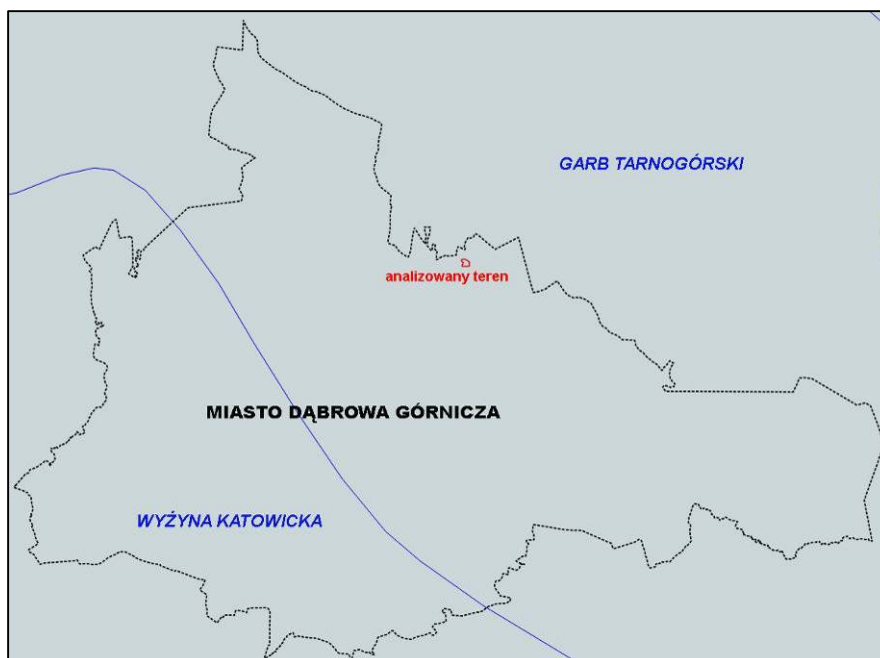 GARB TARNOGÓRSKI
analizowany teren
MIASTO DĄBROWA GÓRNICZA
WYŻYNA KATOWICKA